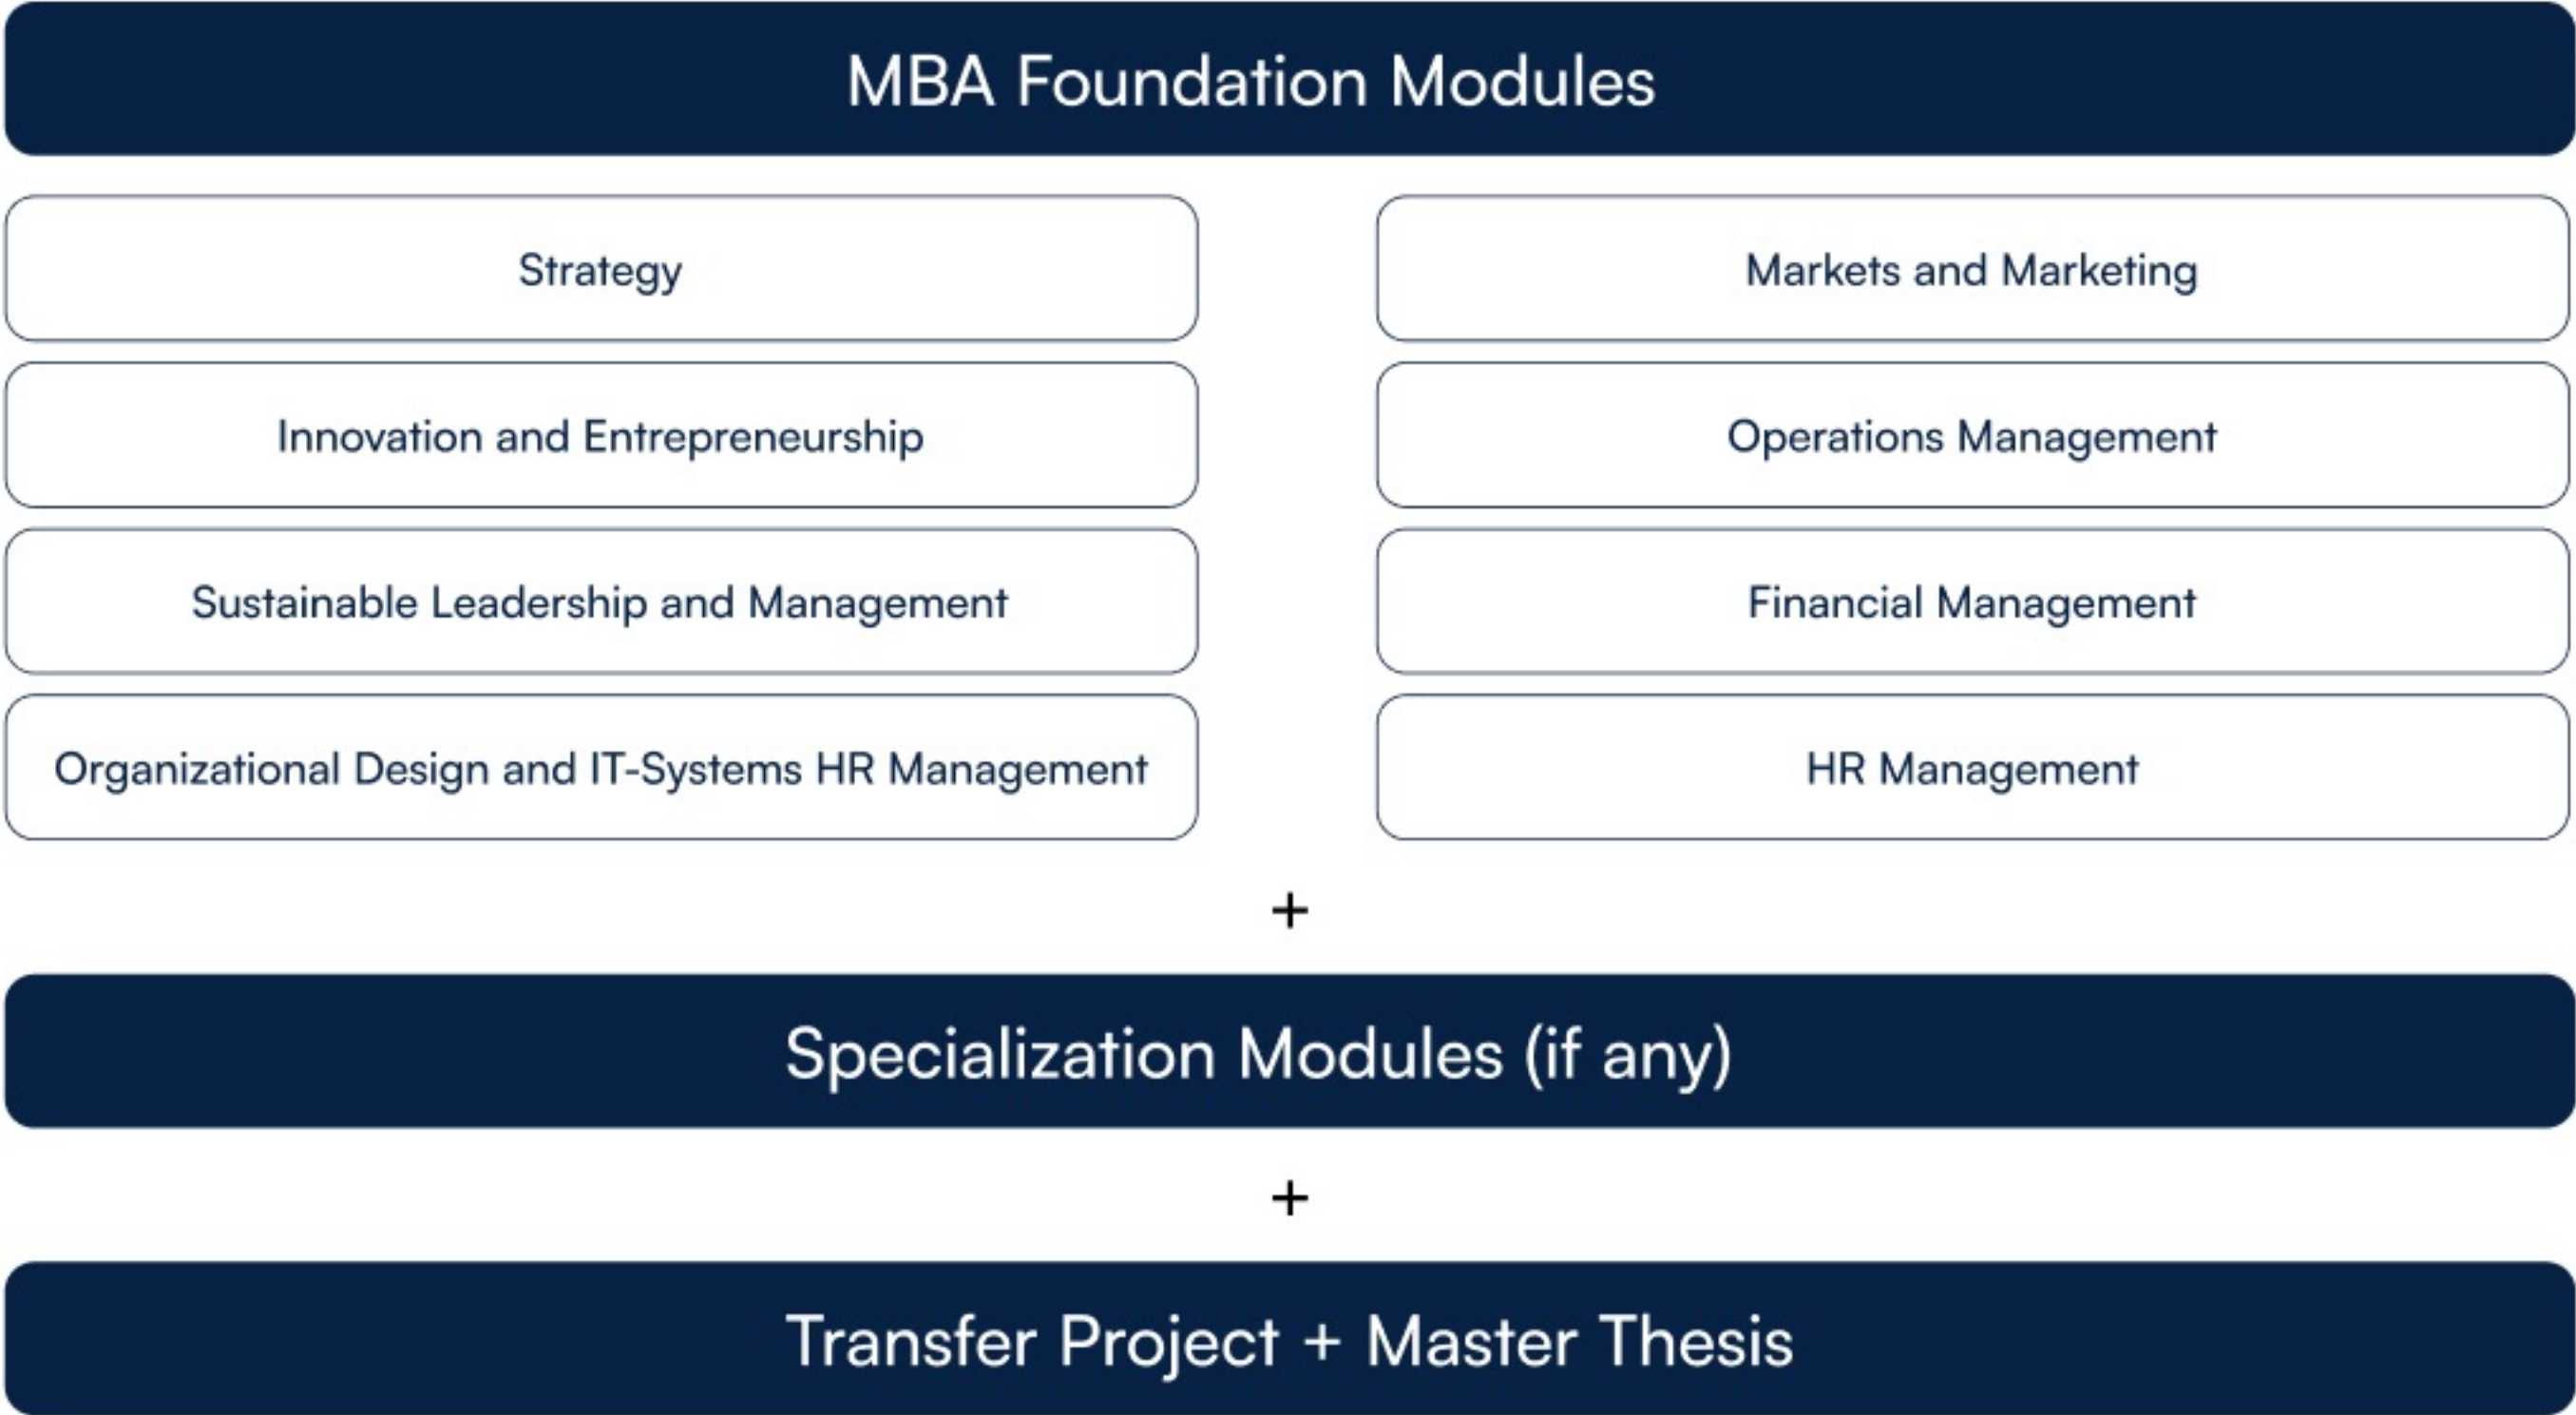 MBA Foundation Modules
Strategy
Markets and Marketing
Innovation and Entrepreneurship
Operations Management
Sustainable Leadership and Management
Financial Management
Organizational Design and IT-Systems HR Management
HR Management
+
Specialization Modules (if any)
+
Transfer Project + Master Thesis